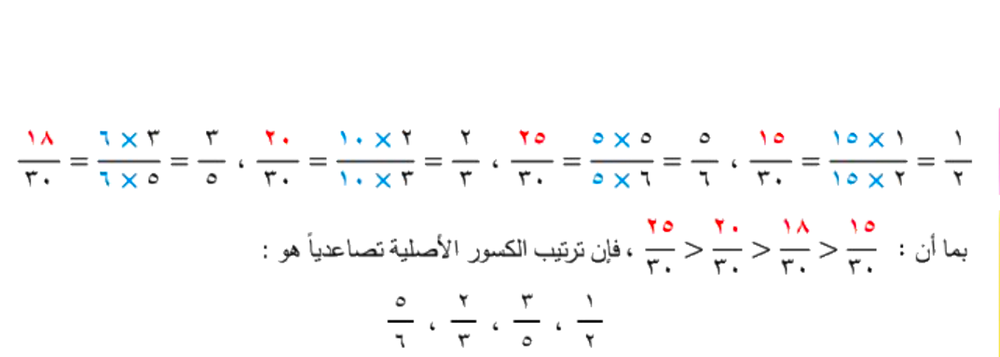 ١/٢ = ١ × ١٥/٢ × ١٥ = ١٥/٣٠ ، ٥/٦ = ٥ × ٥/٦ × ٥ = ٢٥/٣٠ ، ٢/٣ = ٢ × ١٠/٣ × ١٠ = ٢٠/٣٠ ، ٣/٥ = ٣ × ٦/٥ × ٦ = ١٨/٣٠
بما أن : ١٥/٣٠ < ١٨/٣٠ < ٢٠/٣٠ < ٢٥/٣٠ ، فإن ترتيب الكسور الأصلية تصاعدياً هو :
١/٢ ، ٣/٥ ، ٢/٣ ، ٥/٦